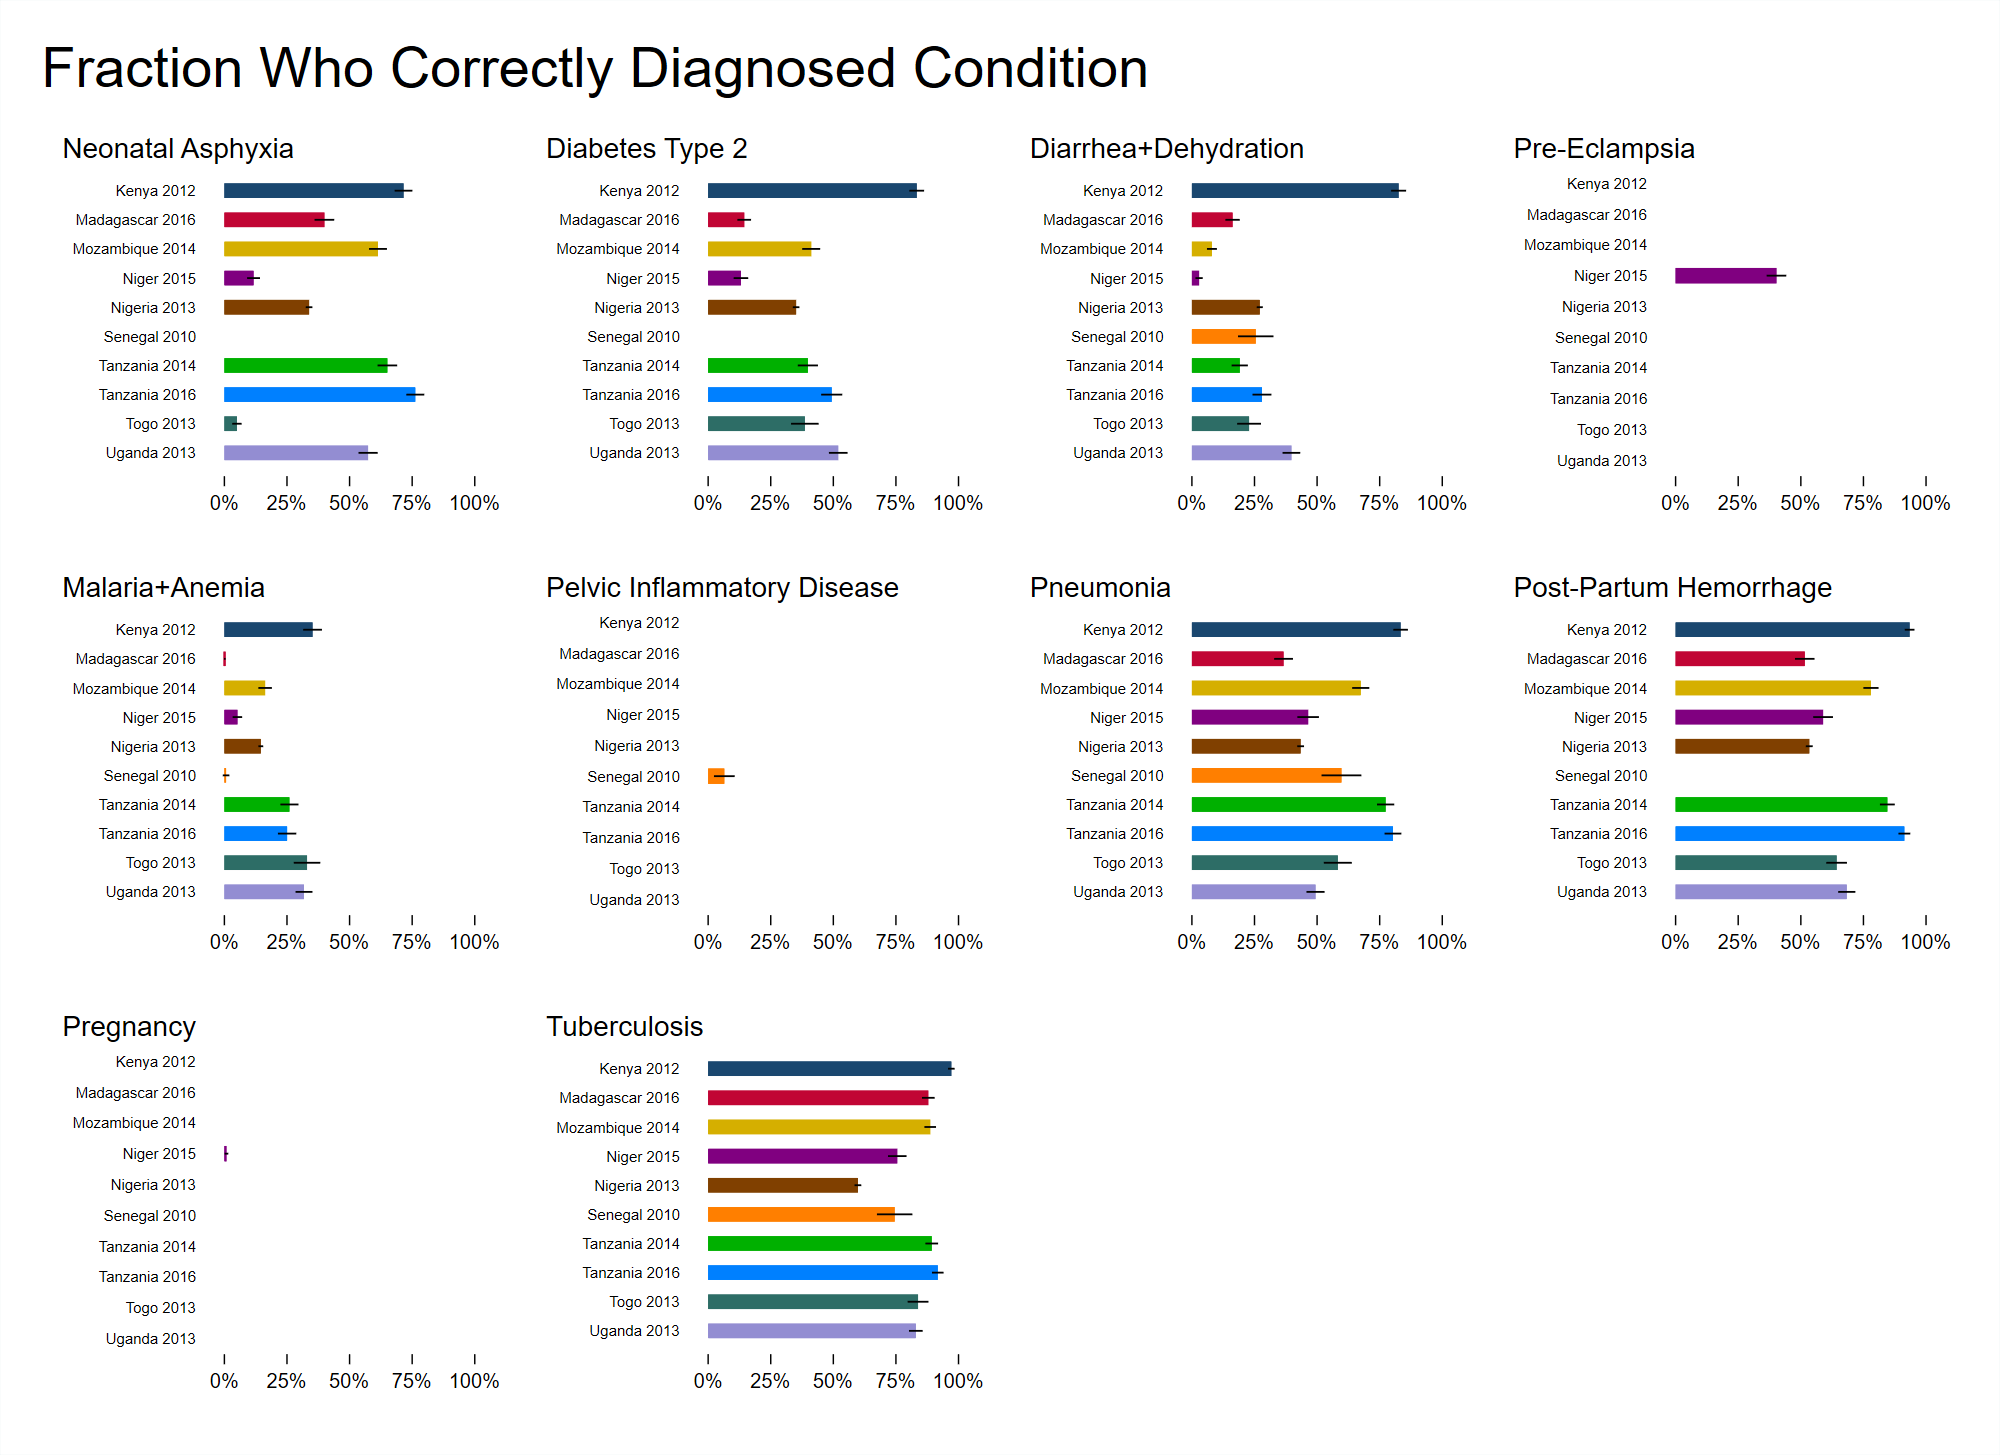 Fraction Who Correctly Diagnosed Condition
Neonatal Asphyxia
Kenya 2012
Madagascar 2016
Mozambique 2014
Niger 2015
Nigeria 2013
Senegal 2010
Tanzania 2014
Tanzania 2016
Togo 2013
Uganda 2013
0% 25% 50% 75% 100%
Diabetes Type 2
Kenya 2012
Madagascar 2016
Mozambique 2014
Niger 2015
Nigeria 2013
Senegal 2010
Tanzania 2014
Tanzania 2016
Togo 2013
Uganda 2013
0% 25% 50% 75% 100%
Diarrhea+Dehydration
Kenya 2012
Madagascar 2016
Mozambique 2014
Niger 2015
Nigeria 2013
Senegal 2010
Tanzania 2014
Tanzania 2016
Togo 2013
Uganda 2013
0% 25% 50% 75% 100%
Pre-Eclampsia
Kenya 2012
Madagascar 2016
Mozambique 2014
Niger 2015
Nigeria 2013
Senegal 2010
Tanzania 2014
Tanzania 2016
Togo 2013
Uganda 2013
0% 25% 50% 75% 100%
Malaria+Anemia
Kenya 2012
Madagascar 2016
Mozambique 2014
Niger 2015
Nigeria 2013
Senegal 2010
Tanzania 2014
Tanzania 2016
Togo 2013
Uganda 2013
0% 25% 50% 75% 100%
Pelvic Inflammatory Disease
Kenya 2012
Madagascar 2016
Mozambique 2014
Niger 2015
Nigeria 2013
Senegal 2010
Tanzania 2014
Tanzania 2016
Togo 2013
Uganda 2013
0% 25% 50% 75% 100%
Pneumonia
Kenya 2012
Madagascar 2016
Mozambique 2014
Niger 2015
Nigeria 2013
Senegal 2010
Tanzania 2014
Tanzania 2016
Togo 2013
Uganda 2013
0% 25% 50% 75% 100%
Post-Partum Hemorrhage
Kenya 2012
Madagascar 2016
Mozambique 2014
Niger 2015
Nigeria 2013
Senegal 2010
Tanzania 2014
Tanzania 2016
Togo 2013
Uganda 2013
0% 25% 50% 75% 100%
Pregnancy
Kenya 2012
Madagascar 2016
Mozambique 2014
Niger 2015
Nigeria 2013
Senegal 2010
Tanzania 2014
Tanzania 2016
Togo 2013
Uganda 2013
0% 25% 50% 75% 100%
Tuberculosis
Kenya 2012
Madagascar 2016
Mozambique 2014
Niger 2015
Nigeria 2013
Senegal 2010
Tanzania 2014
Tanzania 2016
Togo 2013
Uganda 2013
0% 25% 50% 75% 100%